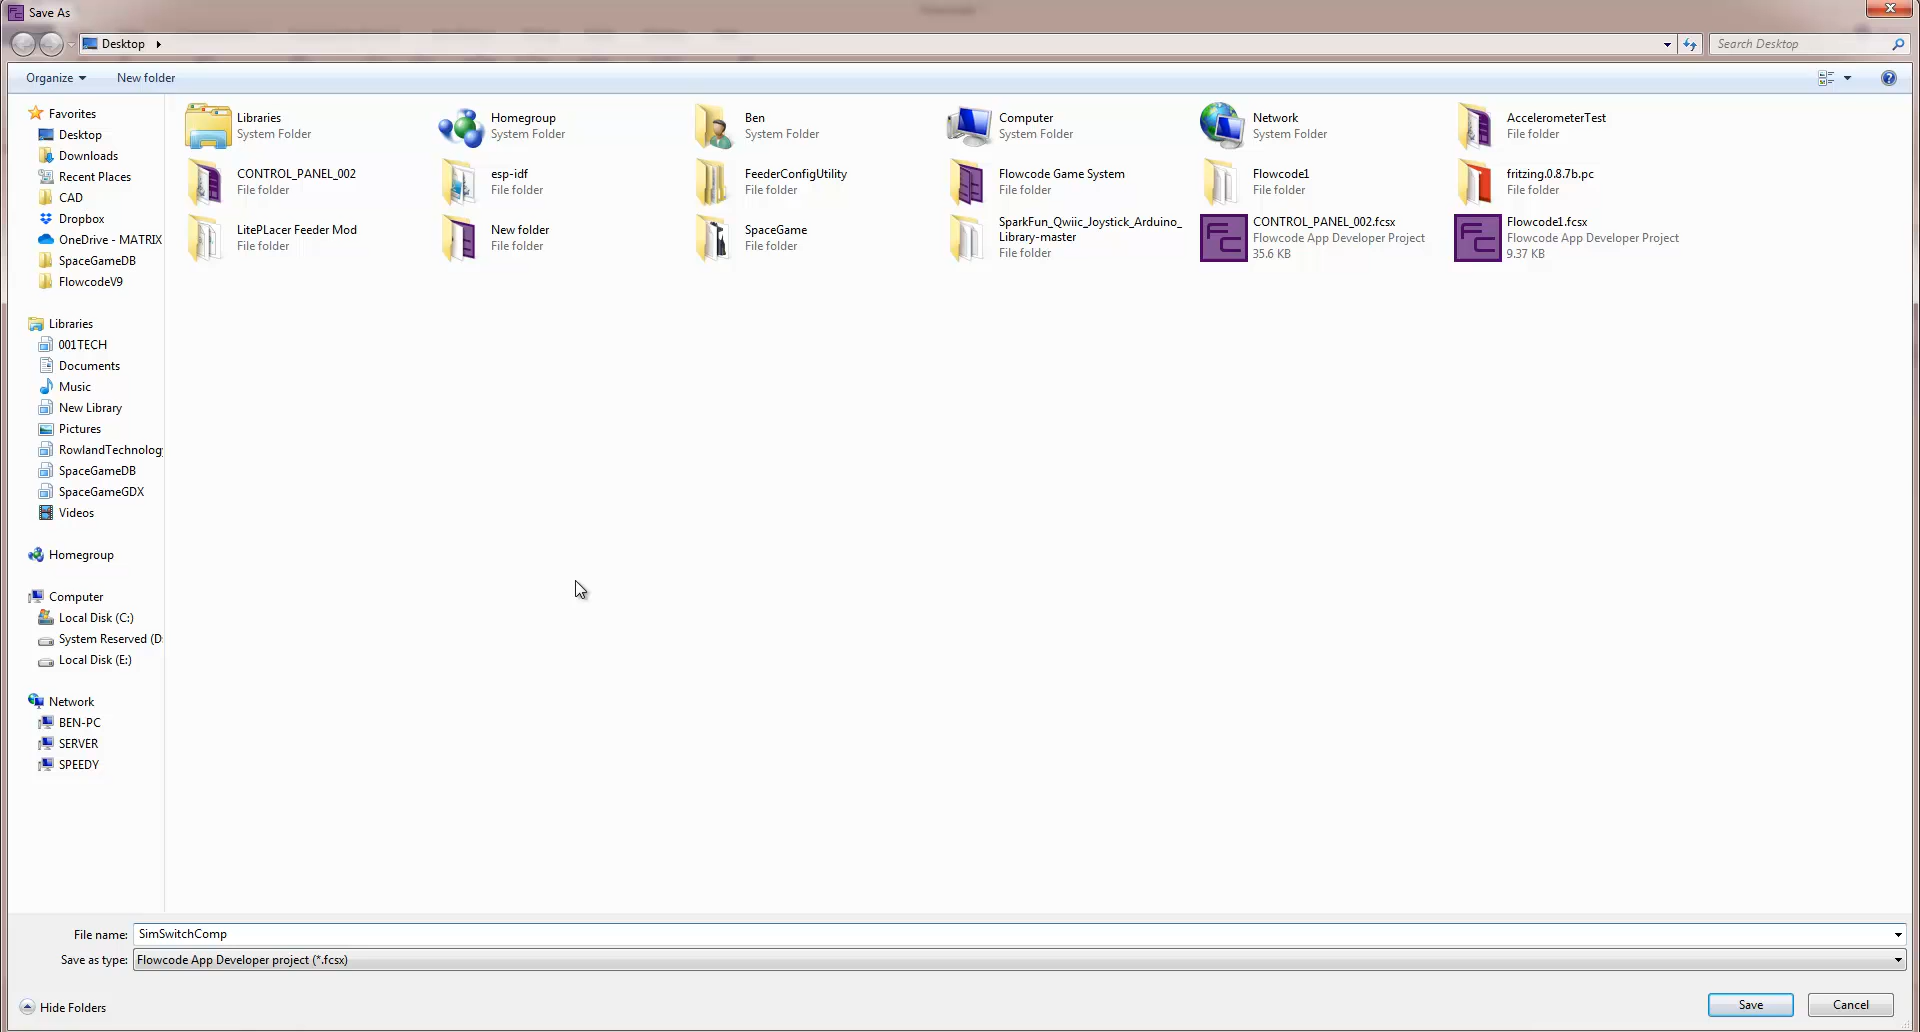 Save As
Desktop
Search Desktop
Organize
New folder
Favorites
Desktop
Downloads
Recent Places
CAD
Dropbox
OneDrive - MATRIX
SpaceGameDB
FlowcodeV9
Libraries
001TECH
Documents
Music
New Library
Pictures
RowlandTechnology
SpaceGameDB
SpaceGameGDX
Videos
Homegroup
Computer
Local Disk (C:)
System Reserved (D:
Local Disk (E:)
Network
BEN-PC
SERVER
SPEEDY
Libraries
System Folder
Homegroup
System Folder
Ben
System Folder
Computer
System Folder
Network
System Folder
AccelerometerTest
File folder
CONTROL_PANEL_002
File folder
esp-idf
File folder
FeederConfigUtility
File folder
Flowcode Game System
File folder
Flowcode1
File folder
fritzing.0.8.7b.pc
File folder
LitePLacer Feeder Mod
File folder
New folder
File folder
SpaceGame
File folder
SparkFun_Qwiic_Joystick_Arduino_
Library-master
File folder
FC
CONTROL_PANEL_002.fcsx
Flowcode App Developer Project
35.6 KB
FC
Flowcode1.fcsx
Flowcode App Developer Project
9.37 KB
File name: SimSwitchComp
Save as type: Flowcode App Developer project (*.fcsx)
Hide Folders
Save
Cancel